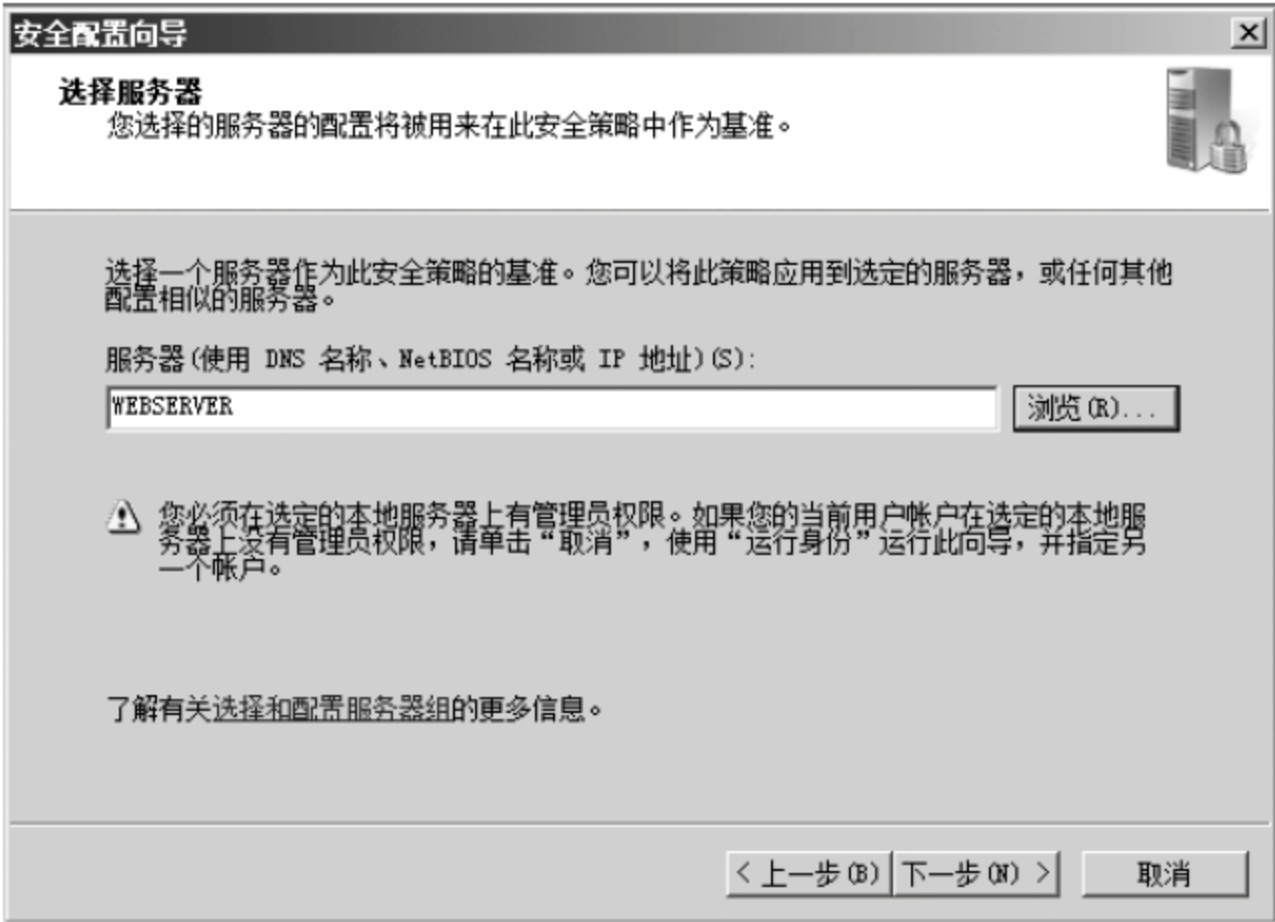 安全配置向导
选择服务器
您选择的服务器的配置将被用来在此安全策略中作为基准。
选择一个服务器作为此安全策略的基准。您可以将此策略应用到选定的服务器，或任何其他
配置相似的服务器。
服务器(使用 DNS 名称、NetBIOS 名称或 IP 地址)(S):
WEBSERVER
浏览(R)...
您必须在选定的本地服务器上有管理员权限。如果您的当前用户帐户在选定的本地服
务器上没有管理员权限，请单击“取消”，使用“运行身份”运行此向导，并指定另
一个帐户。
了解有关选择和配置服务器组的更多信息。
< 上一步(B) 下一步(N) > 取消